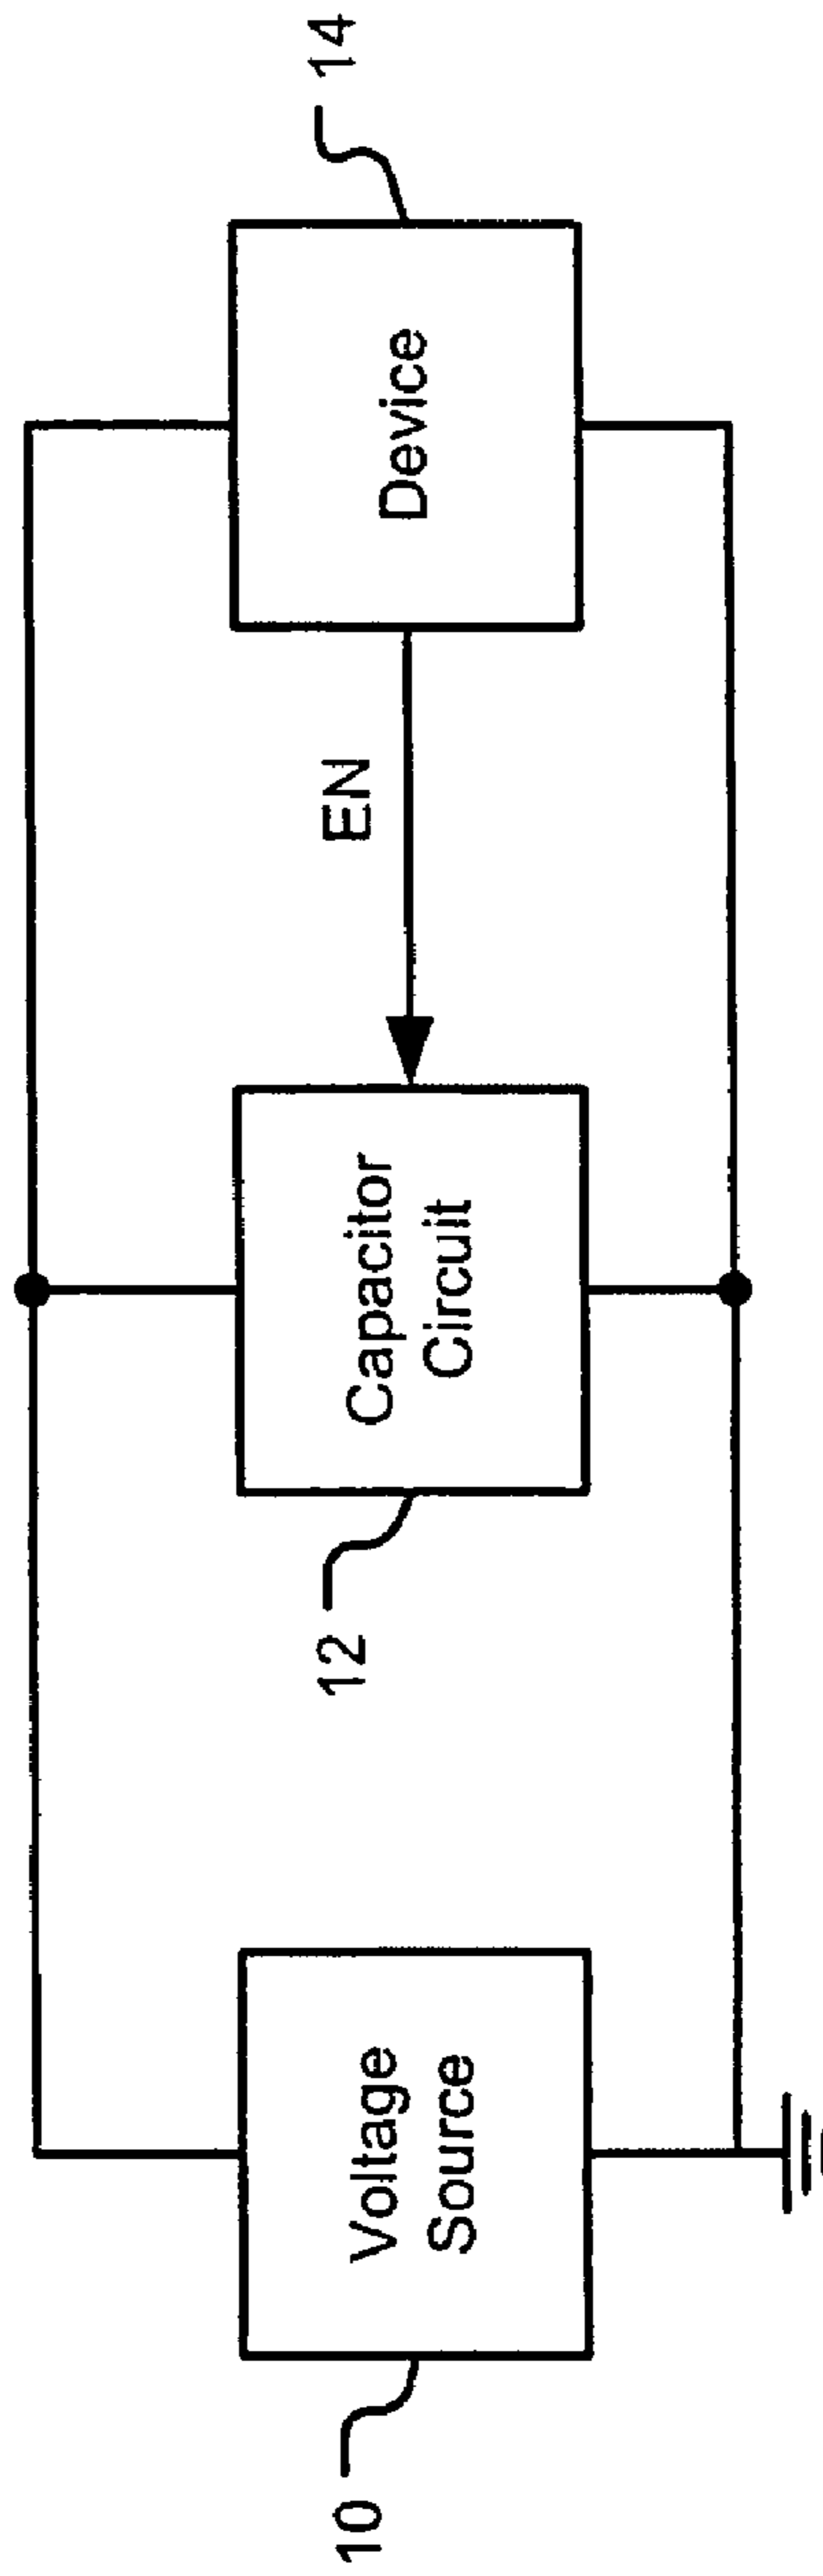 10
Voltage
Source
12
Capacitor
Circuit
EN
Device
14